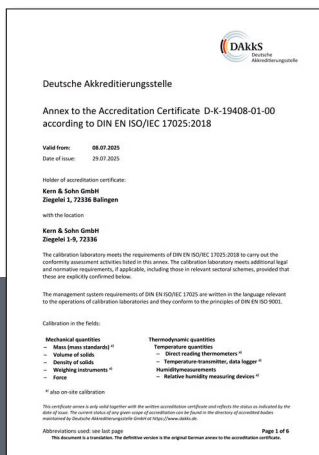 DAkkS
Deutsche
Akkreditierungsstelle
Deutsche Akkreditierungsstelle
Annex to the Accreditation Certificate D-K-19408-01-00
according to DIN EN ISO/IEC 17025:2018
Valid from: 08.07.2025
Date of issue: 29.07.2025
Holder of accreditation certificate:
Kern & Sohn GmbH
Ziegelei 1, 72336 Balingen
with the location
Kern & Sohn GmbH
Ziegelei 1-9, 72336
The calibration laboratory meets the requirements of DIN EN ISO/IEC 17025:2018 to carry out the
conformity assessment activities listed in this annex. The calibration laboratory meets additional legal
and normative requirements, if applicable, including those in relevant sectoral schemes, provided that
these are explicitly confirmed below.
The management system requirements of DIN EN ISO/IEC 17025 are written in the language relevant
to the operations of calibration laboratories and they conform to the principles of DIN EN ISO 9001.
Calibration in the fields:
Mechanical quantities
– Mass (mass standards) a)
– Volume of solids
– Density of solids
– Weighing instruments a)
– Force
Thermodynamic quantities
Temperature quantities
– Direct reading thermometers a)
– Temperature-transmitter, data logger a)
Humiditymeasurements
– Relative humidity measuring devices a)
a) also on-site calibration
This certificate annex is only valid together with the written accreditation certificate and reflects the status as indicated by the
date of issue. The current status of any given scope of accreditation can be found in the directory of accredited bodies
maintained by Deutsche Akkreditierungsstelle GmbH at https://www.dakks.de.
Abbreviations used: see last page Page 1 of 6
This document is a translation. The definitive version is the original German annex to the accreditation certificate.